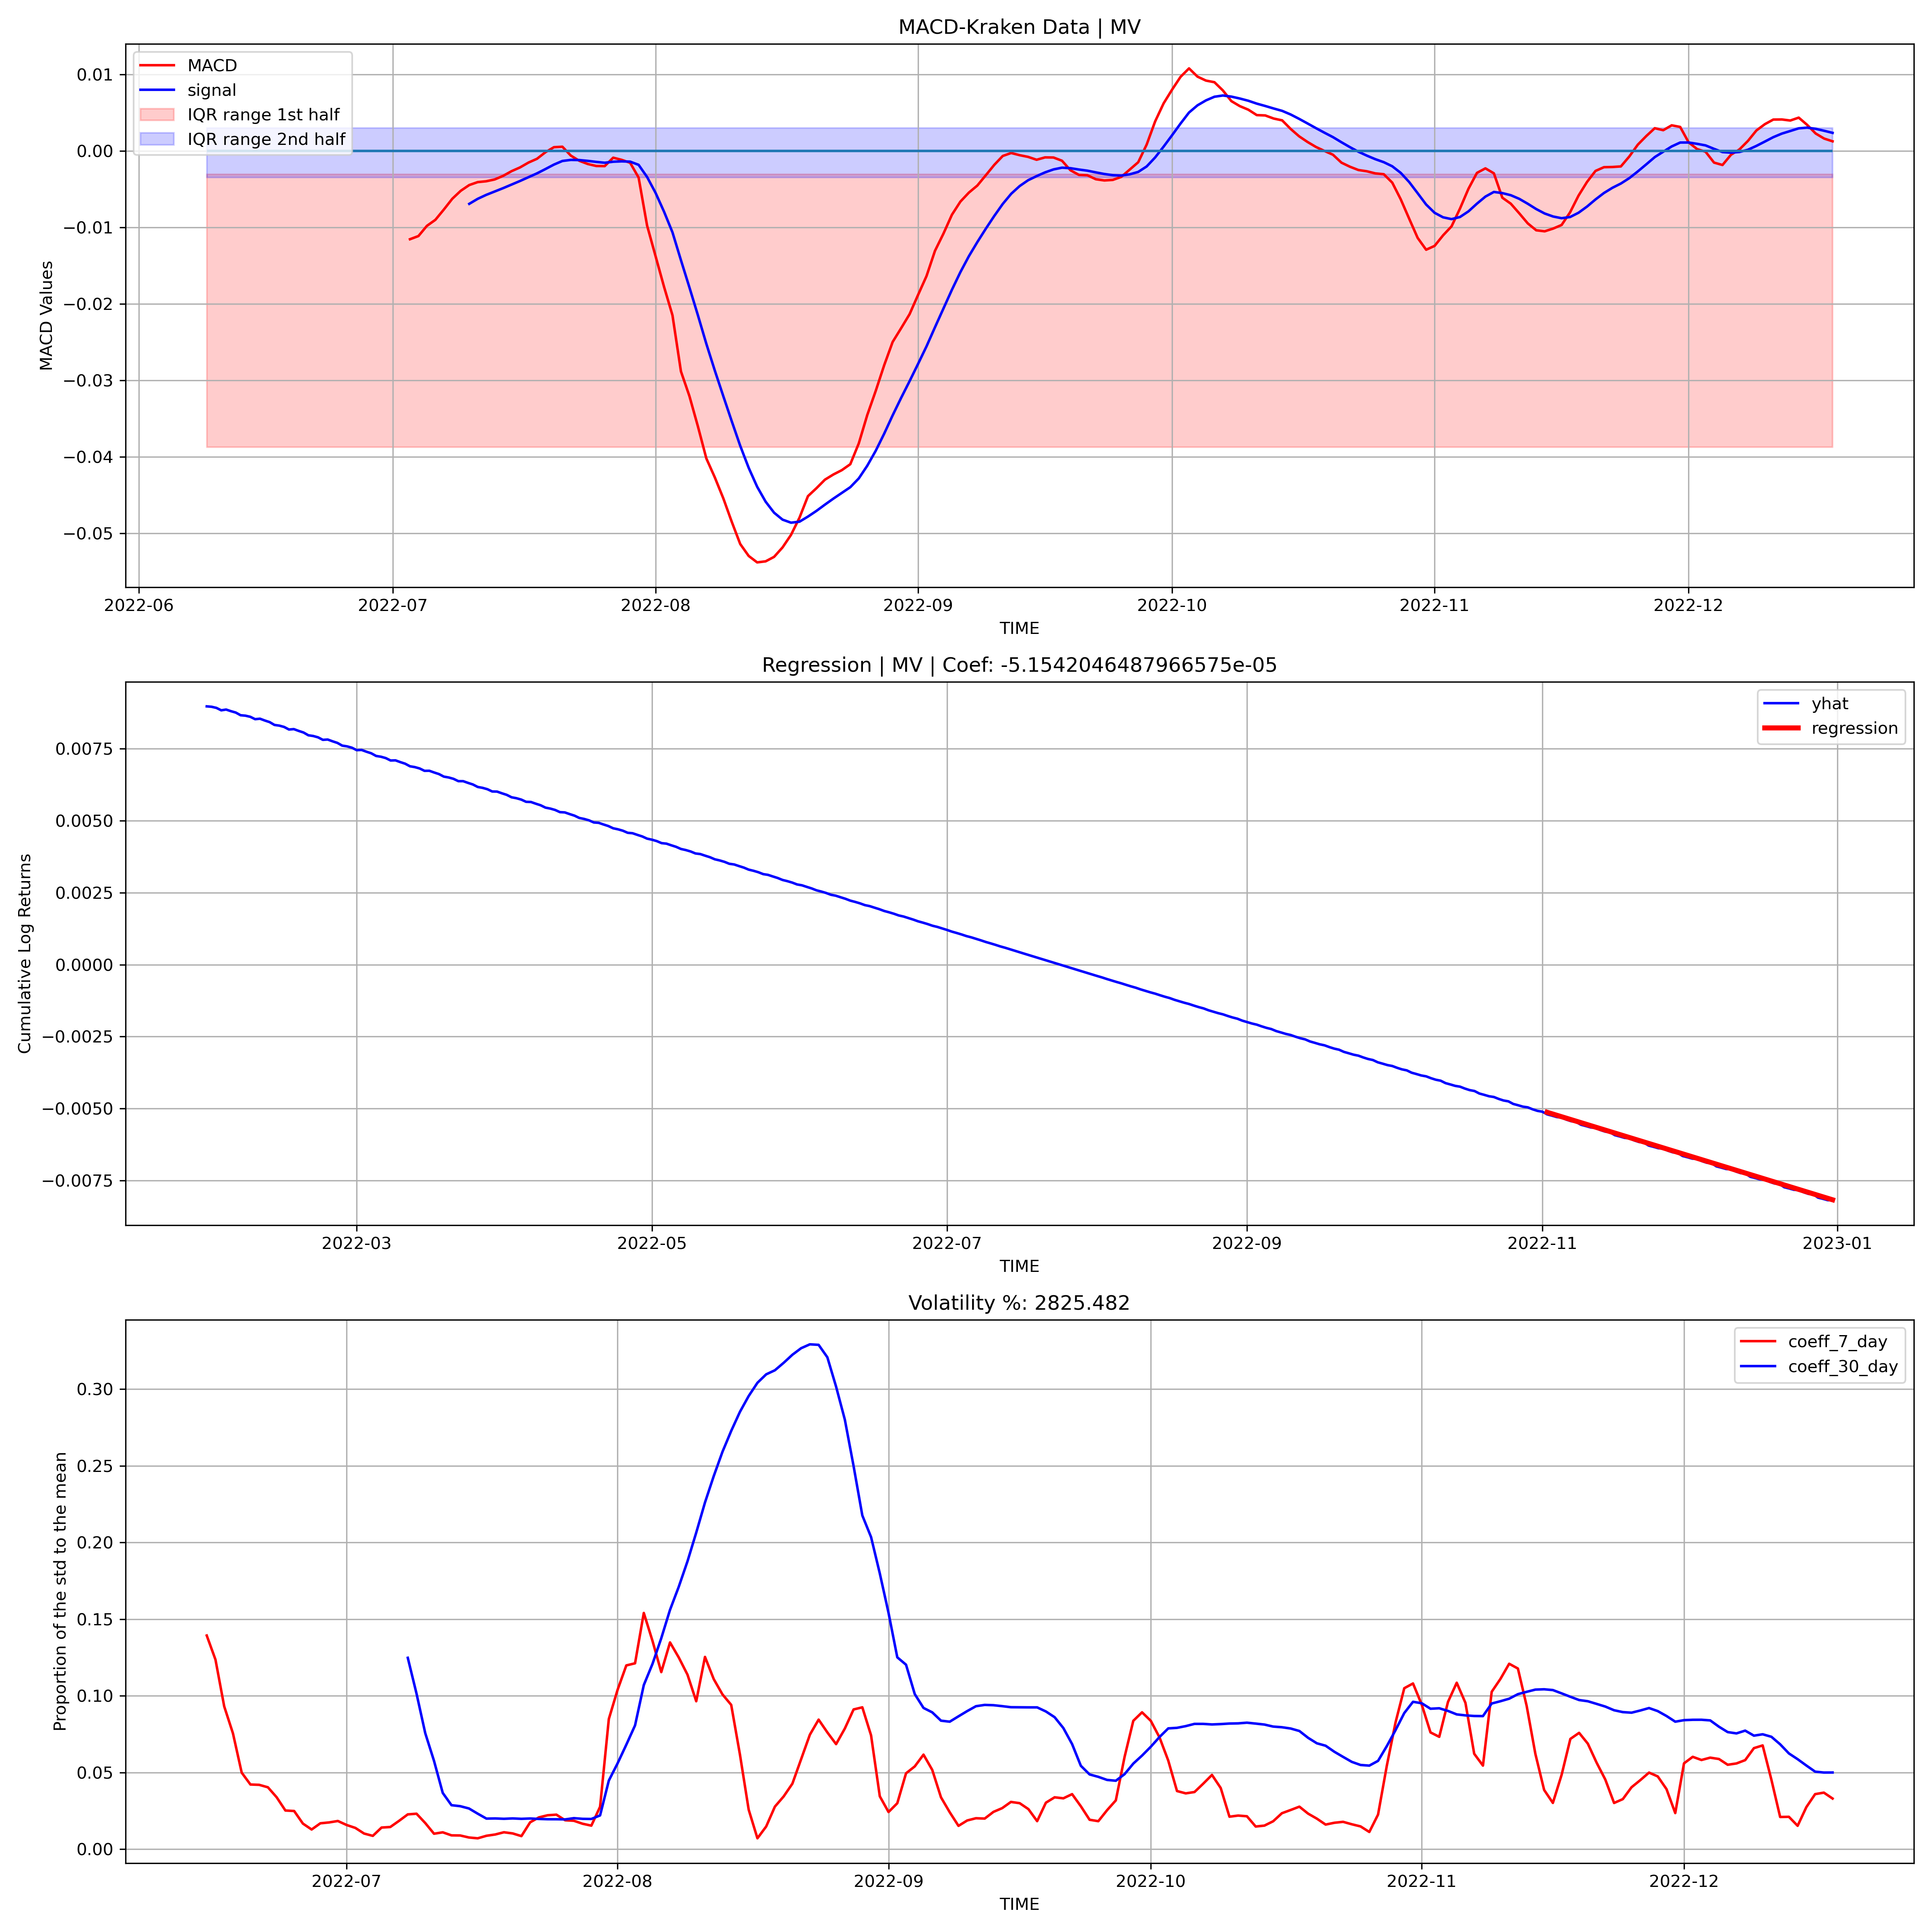 MACD-Kraken Data | MV
MACD
signal
IQR range 1st half
IQR range 2nd half
0.01
0.00
−0.01
−0.02
−0.03
−0.04
−0.05
MACD Values
2022-06 2022-07 2022-08 2022-09 2022-10 2022-11 2022-12
TIME
Regression | MV | Coef: -5.1542046487966575e-05
yhat
regression
0.0075
0.0050
0.0025
0.0000
−0.0025
−0.0050
−0.0075
Cumulative Log Returns
2022-03 2022-05 2022-07 2022-09 2022-11 2023-01
TIME
Volatility %: 2825.482
coeff_7_day
coeff_30_day
0.30
0.25
0.20
0.15
0.10
0.05
0.00
Proportion of the std to the mean
2022-07 2022-08 2022-09 2022-10 2022-11 2022-12
TIME